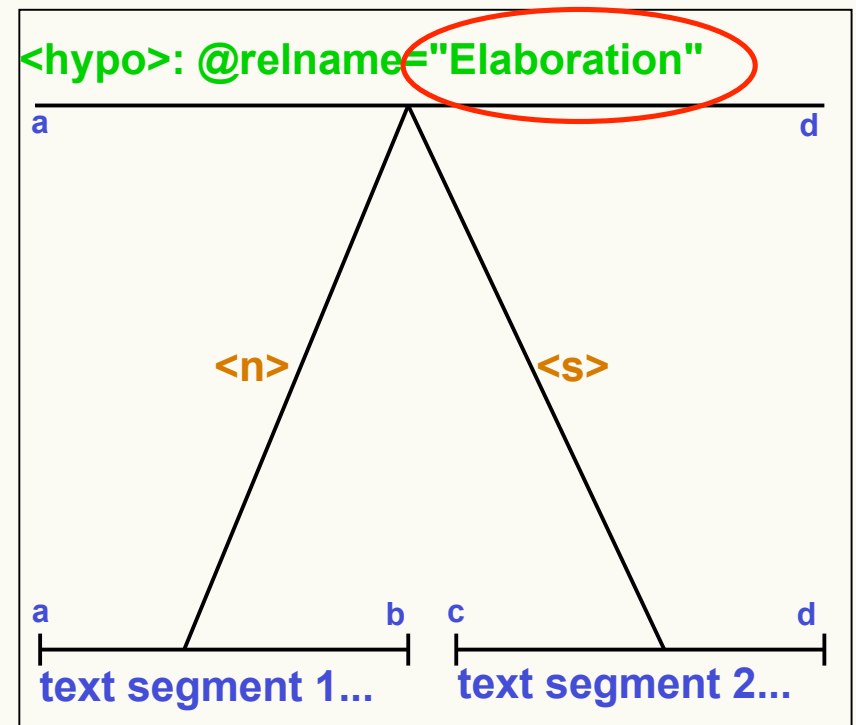 <hypo>: @relname="Elaboration"
a d
<n> <s>
a b c d
text segment 1... text segment 2...